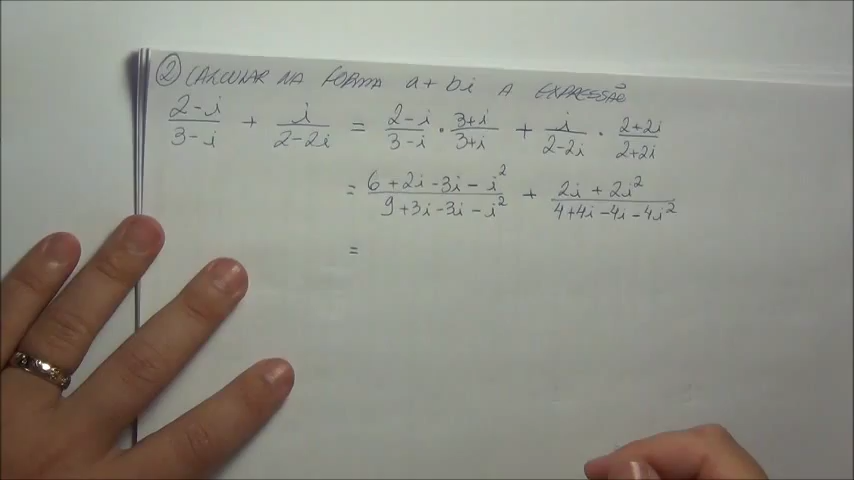 ② CALCULAR NA FORMA a + bi A EXPRESSÃO
(2-i)/(3-i) + i/(2-2i) = (2-i)/(3-i) · (3+i)/(3+i) + i/(2-2i) · (2+2i)/(2+2i)
= (6+2i-3i-i²)/(9+3i-3i-i²) + (2i+2i²)/(4+4i-4i-4i²)
=